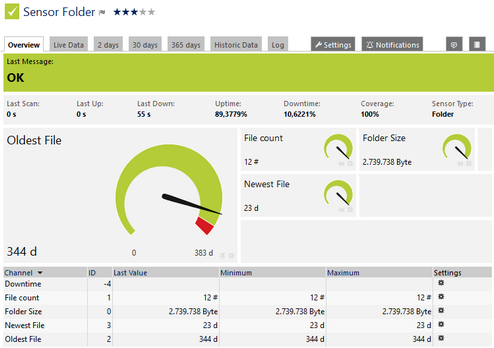 Sensor Folder
Overview Live Data 2 days 30 days 365 days Historic Data Log Settings Notifications
Last Message:
OK
Last Scan: Last Up: Last Down: Uptime: Downtime: Coverage: Sensor Type:
0 s 0 s 55 s 89,3779% 10,6221% 100% Folder
Oldest File
344 d
0 383 d
File count
12 #
Folder Size
2.739.738 Byte
Newest File
23 d
Channel ID Last Value Minimum Maximum Settings
Downtime -4
File count 1 12 # 12 # 12 #
Folder Size 0 2.739.738 Byte 2.739.738 Byte 2.739.738 Byte
Newest File 3 23 d 23 d 23 d
Oldest File 2 344 d 344 d 344 d